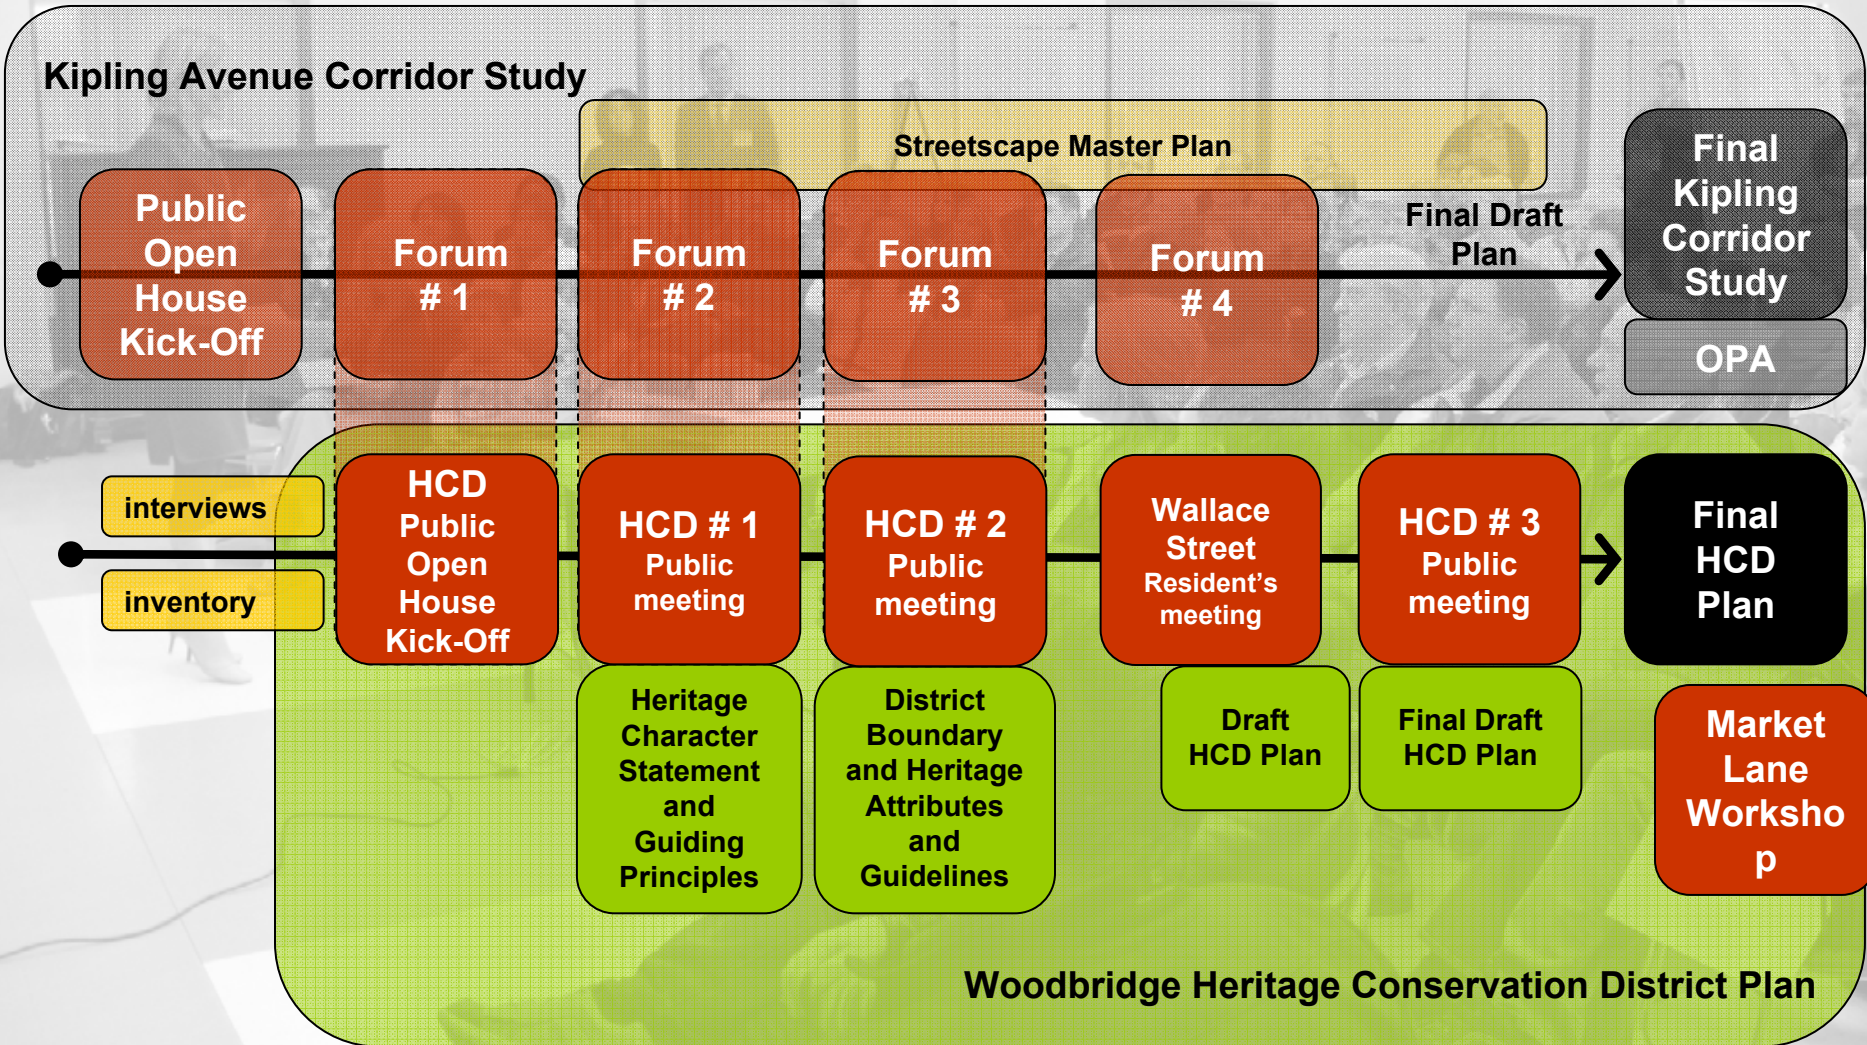 Kipling Avenue Corridor Study
Streetscape Master Plan
Public
Open
House
Kick-Off
Forum
# 1
Forum
# 2
Forum
# 3
Forum
# 4
Final Draft
Plan
Final
Kipling
Corridor
Study
OPA
interviews
inventory
HCD
Public
Open
House
Kick-Off
HCD # 1
Public
meeting
HCD # 2
Public
meeting
Wallace
Street
Resident’s
meeting
HCD # 3
Public
meeting
Final
HCD
Plan
Heritage
Character
Statement
and
Guiding
Principles
District
Boundary
and Heritage
Attributes
and
Guidelines
Draft
HCD Plan
Final Draft
HCD Plan
Market
Lane
Worksho
p
Woodbridge Heritage Conservation District Plan